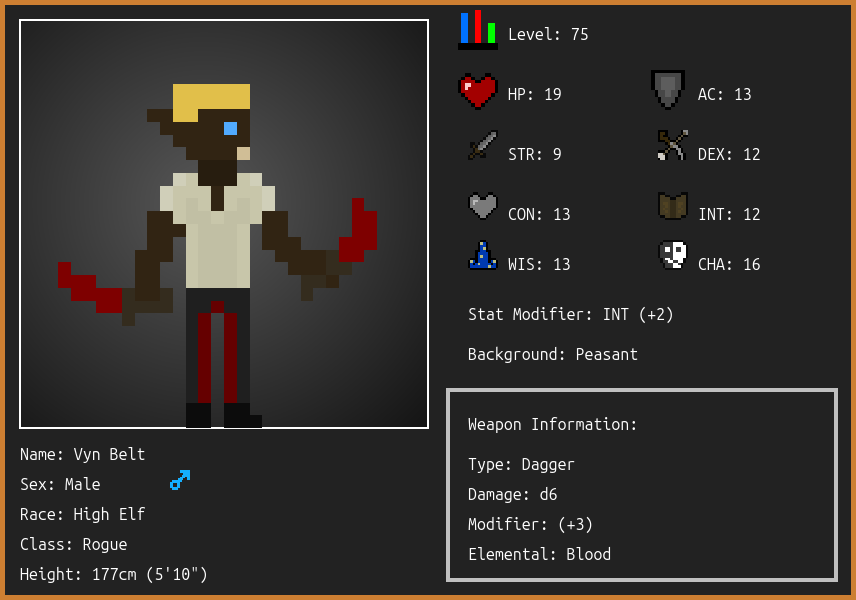 Level: 75
HP: 19
AC: 13
STR: 9
DEX: 12
CON: 13
INT: 12
WIS: 13
CHA: 16
Stat Modifier: INT (+2)
Background: Peasant
Name: Vyn Belt
Sex: Male
Race: High Elf
Class: Rogue
Height: 177cm (5'10")
Weapon Information:
Type: Dagger
Damage: d6
Modifier: (+3)
Elemental: Blood